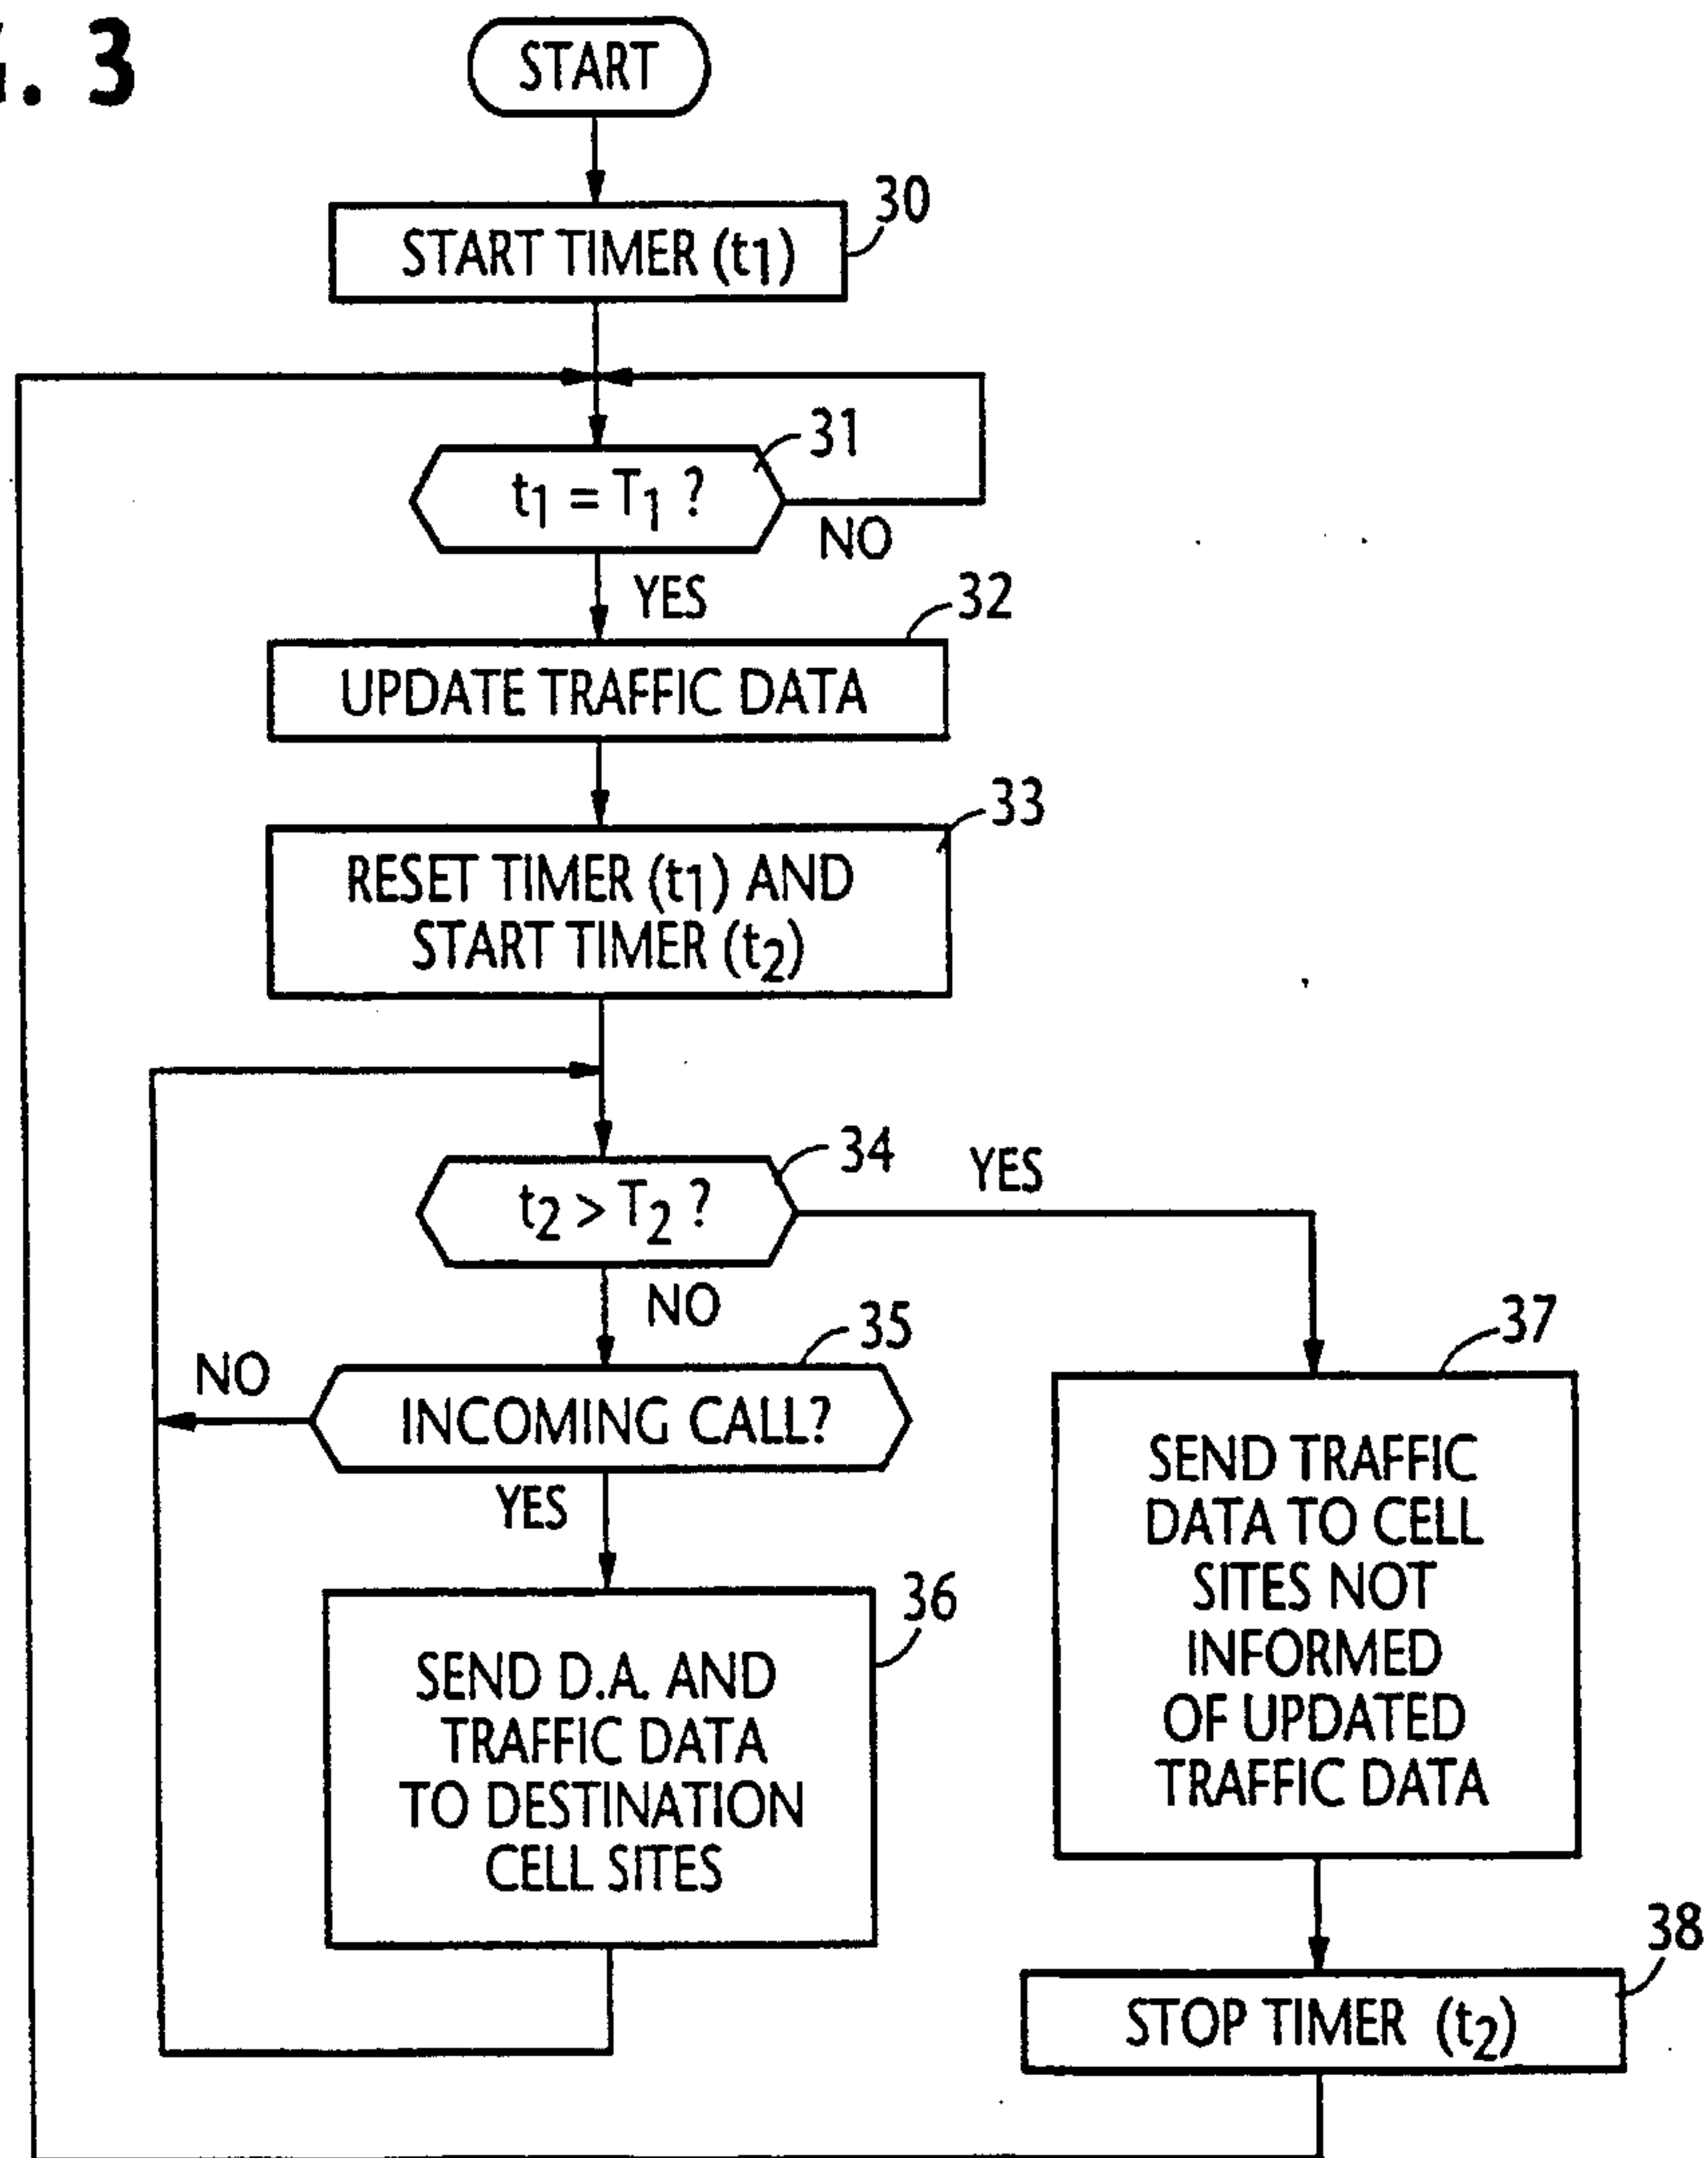 . 3
START
30
START TIMER (t1)
31
t1 = T1 ?
NO
YES
32
UPDATE TRAFFIC DATA
33
RESET TIMER (t1) AND
START TIMER (t2)
34
t2 > T2 ?
YES
NO
35
NO
INCOMING CALL?
YES
37
SEND TRAFFIC
DATA TO CELL
SITES NOT
INFORMED
OF UPDATED
TRAFFIC DATA
36
SEND D.A. AND
TRAFFIC DATA
TO DESTINATION
CELL SITES
38
STOP TIMER (t2)